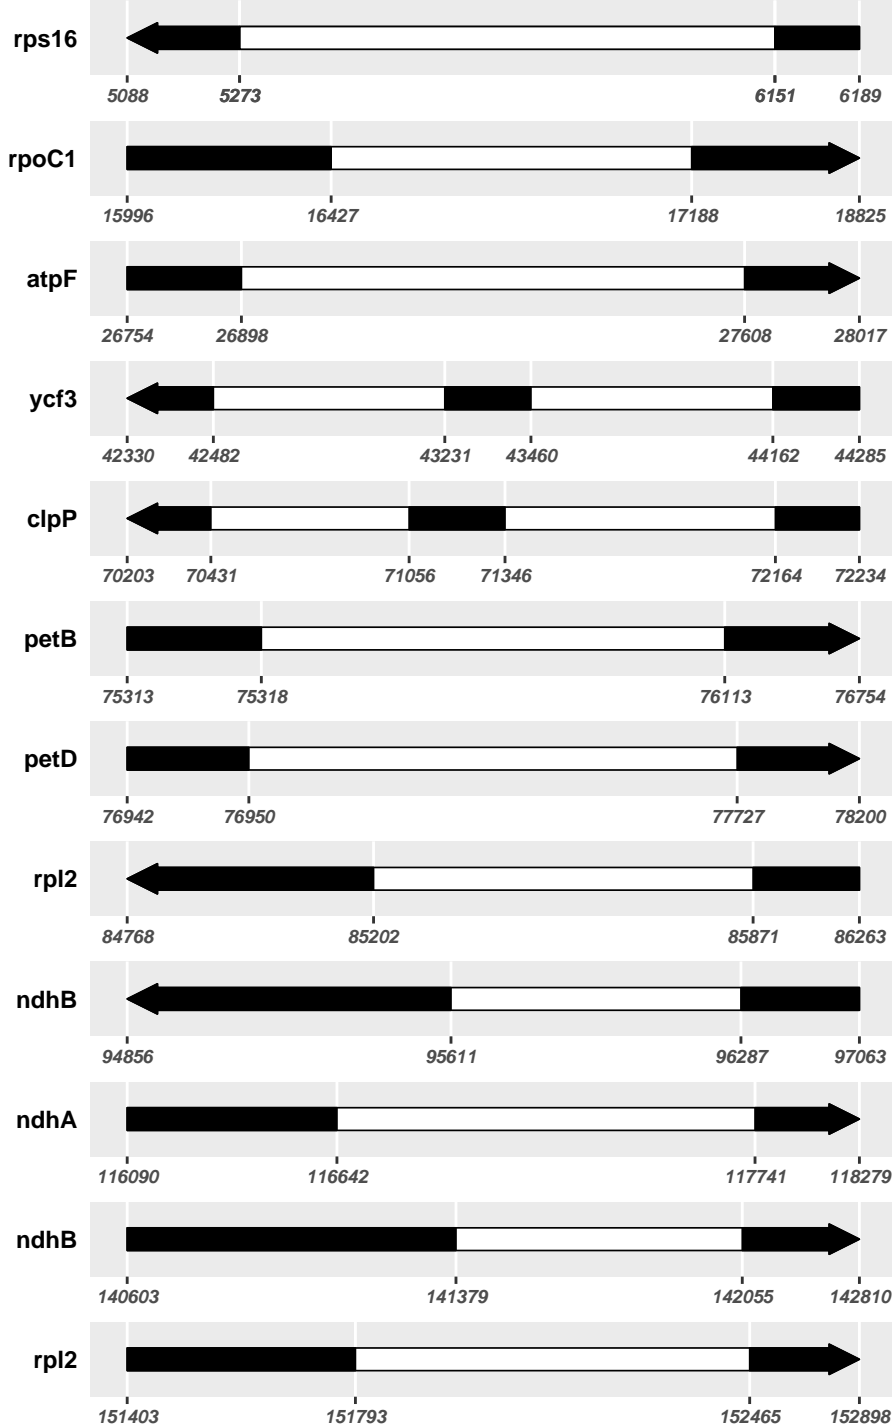 rps16
5088 5273 6151 6189
rpoC1
15996 16427 17188 18825
atpF
26754 26898 27608 28017
ycf3
42330 42482 43231 43460 44162 44285
clpP
70203 70431 71056 71346 72164 72234
petB
75313 75318 76113 76754
petD
76942 76950 77727 78200
rpl2
84768 85202 85871 86263
ndhB
94856 95611 96287 97063
ndhA
116090 116642 117741 118279
ndhB
140603 141379 142055 142810
rpl2
151403 151793 152465 152898